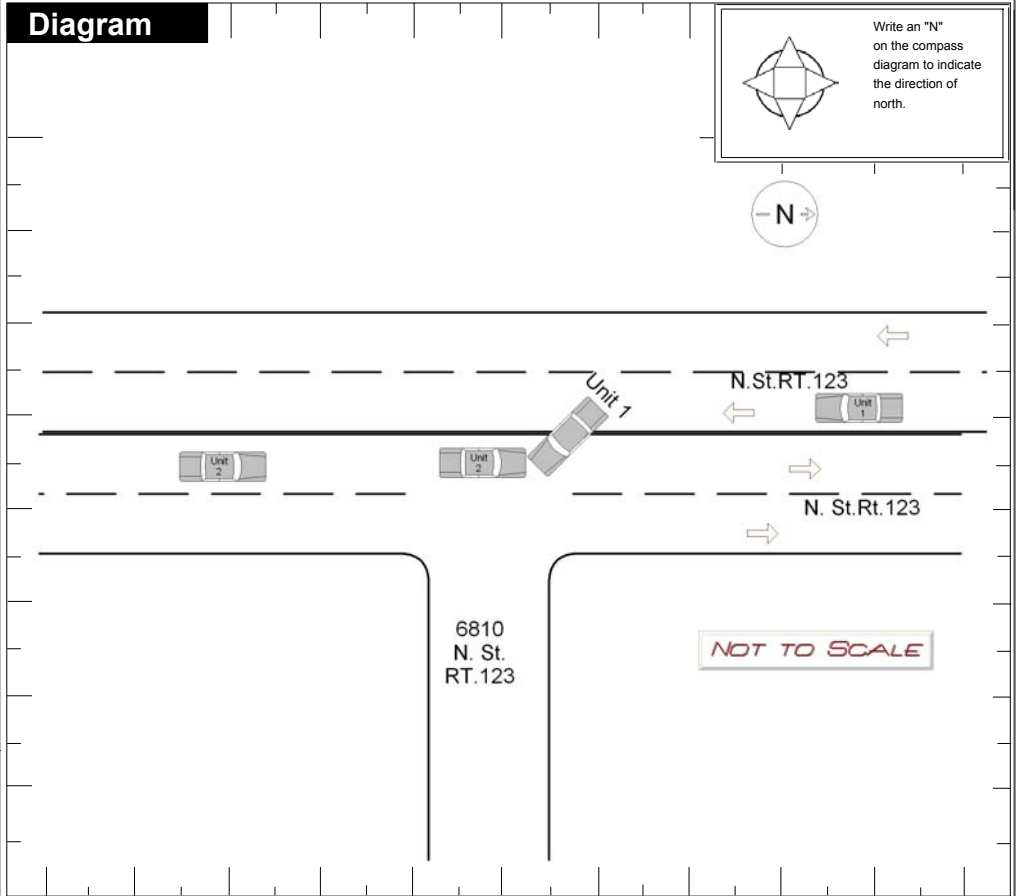 Diagram
Write an "N"
on the compass
diagram to indicate
the direction of
north.
N
N.St.RT.123
Unit 1
Unit
1
Unit
2
Unit
2
N. St.Rt.123
6810
N. St.
RT.123
NOT TO SCALE